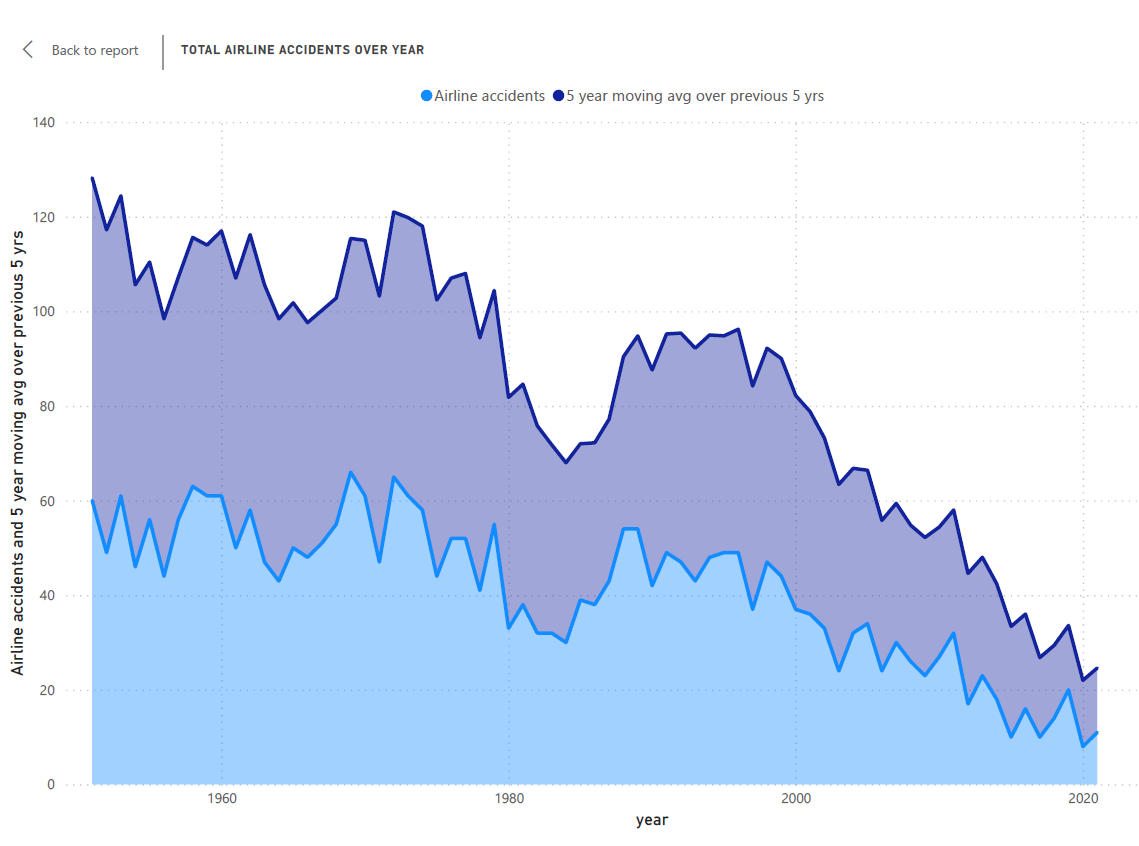 Back to report
TOTAL AIRLINE ACCIDENTS OVER YEAR
Airline accidents 5 year moving avg over previous 5 yrs
Airline accidents and 5 year moving avg over previous 5 yrs
140
120
100
80
60
40
20
0
1960 1980 2000 2020
year